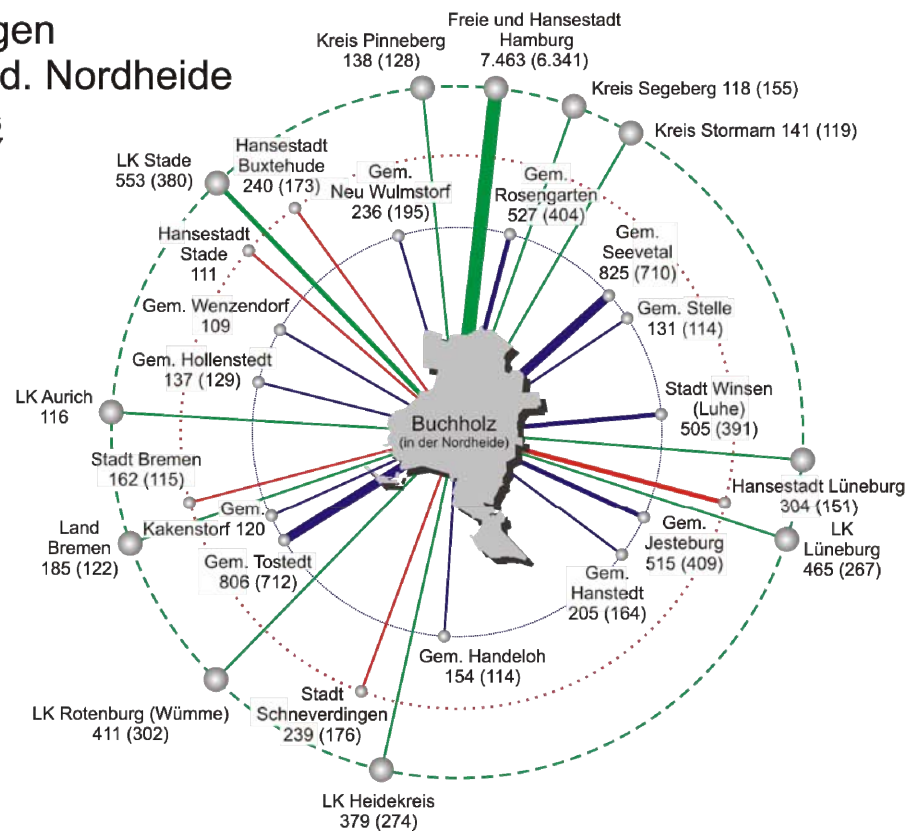 gen
d. Nordheide
Freie und Hansestadt
Hamburg
7.463 (6.341)
Kreis Pinneberg
138 (128)
Kreis Segeberg 118 (155)
Kreis Stormarn 141 (119)
Hansestadt
Buxtehude
240 (173)
LK Stade
553 (380)
Gem.
Neu Wulmstorf
236 (195)
Gem.
Rosengarten
527 (404)
Hansestadt
Stade
111
Gem.
Seevetal
825 (710)
Gem. Wenzendorf
109
Gem. Stelle
131 (114)
Gem. Hollenstedt
137 (129)
LK Aurich
116
Stadt Winsen
(Luhe)
505 (391)
Buchholz
(in der Nordheide)
Stadt Bremen
162 (115)
Hansestadt Lüneburg
304 (151)
Gem.
Kakenstorf 120
Land
Bremen
185 (122)
Gem.
Jesteburg
515 (409)
LK
Lüneburg
465 (267)
Gem. Tostedt
806 (712)
Gem.
Hanstedt
205 (164)
Gem. Handeloh
154 (114)
Stadt
Schneverdingen
239 (176)
LK Rotenburg (Wümme)
411 (302)
LK Heidekreis
379 (274)